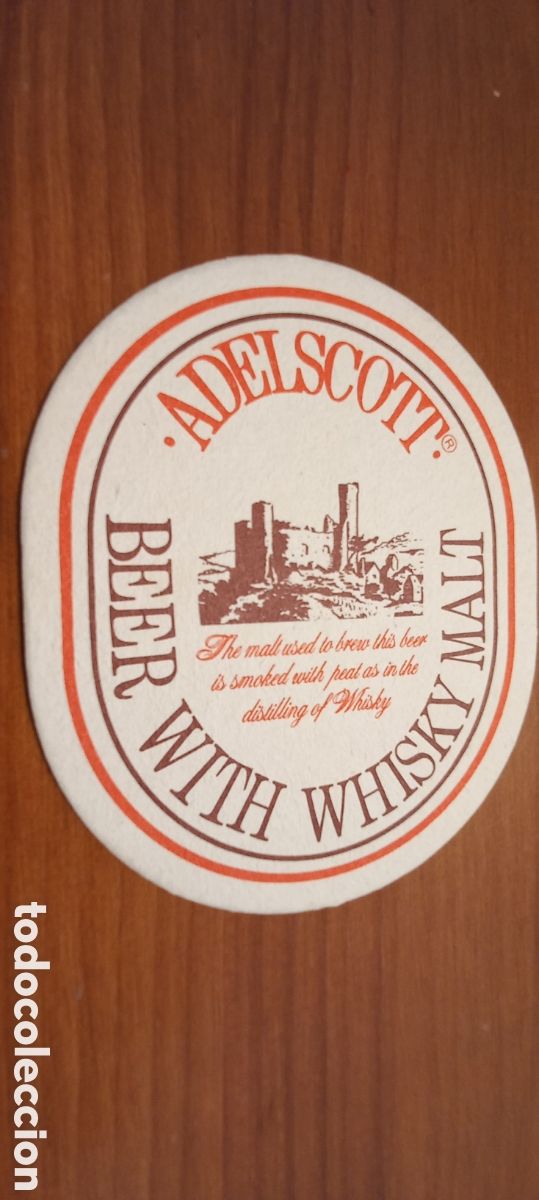 ·ADELSCOTT®·
The malt used to brew this beer
is smoked with peat as in the
distilling of Whisky
BEER WITH WHISKY MALT
todocoleccion